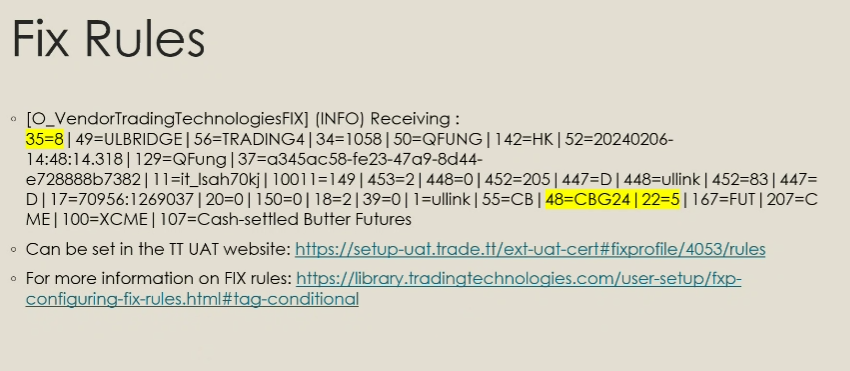 Fix Rules
[O_VendorTradingTechnologiesFIX] (INFO) Receiving :
35=8|49=ULBRIDGE|56=TRADING4|34=1058|50=QFUNG|142=HK|52=20240206-
14:48:14.318|129=QFung|37=a345ac58-fe23-47a9-8d44-
e728888b7382|11=it_lsah70kj|10011=149|453=2|448=0|452=205|447=D|448=ullink|452=83|447=
D|17=70956:1269037|20=0|150=0|18=2|39=0|1=ullink|55=CB|48=CBG24|22=5|167=FUT|207=C
ME|100=XCME|107=Cash-settled Butter Futures
Can be set in the TT UAT website: https://setup-uat.trade.tt/ext-uat-cert#fixprofile/4053/rules
For more information on FIX rules: https://library.tradingtechnologies.com/user-setup/fxp-
configuring-fix-rules.html#tag-conditional